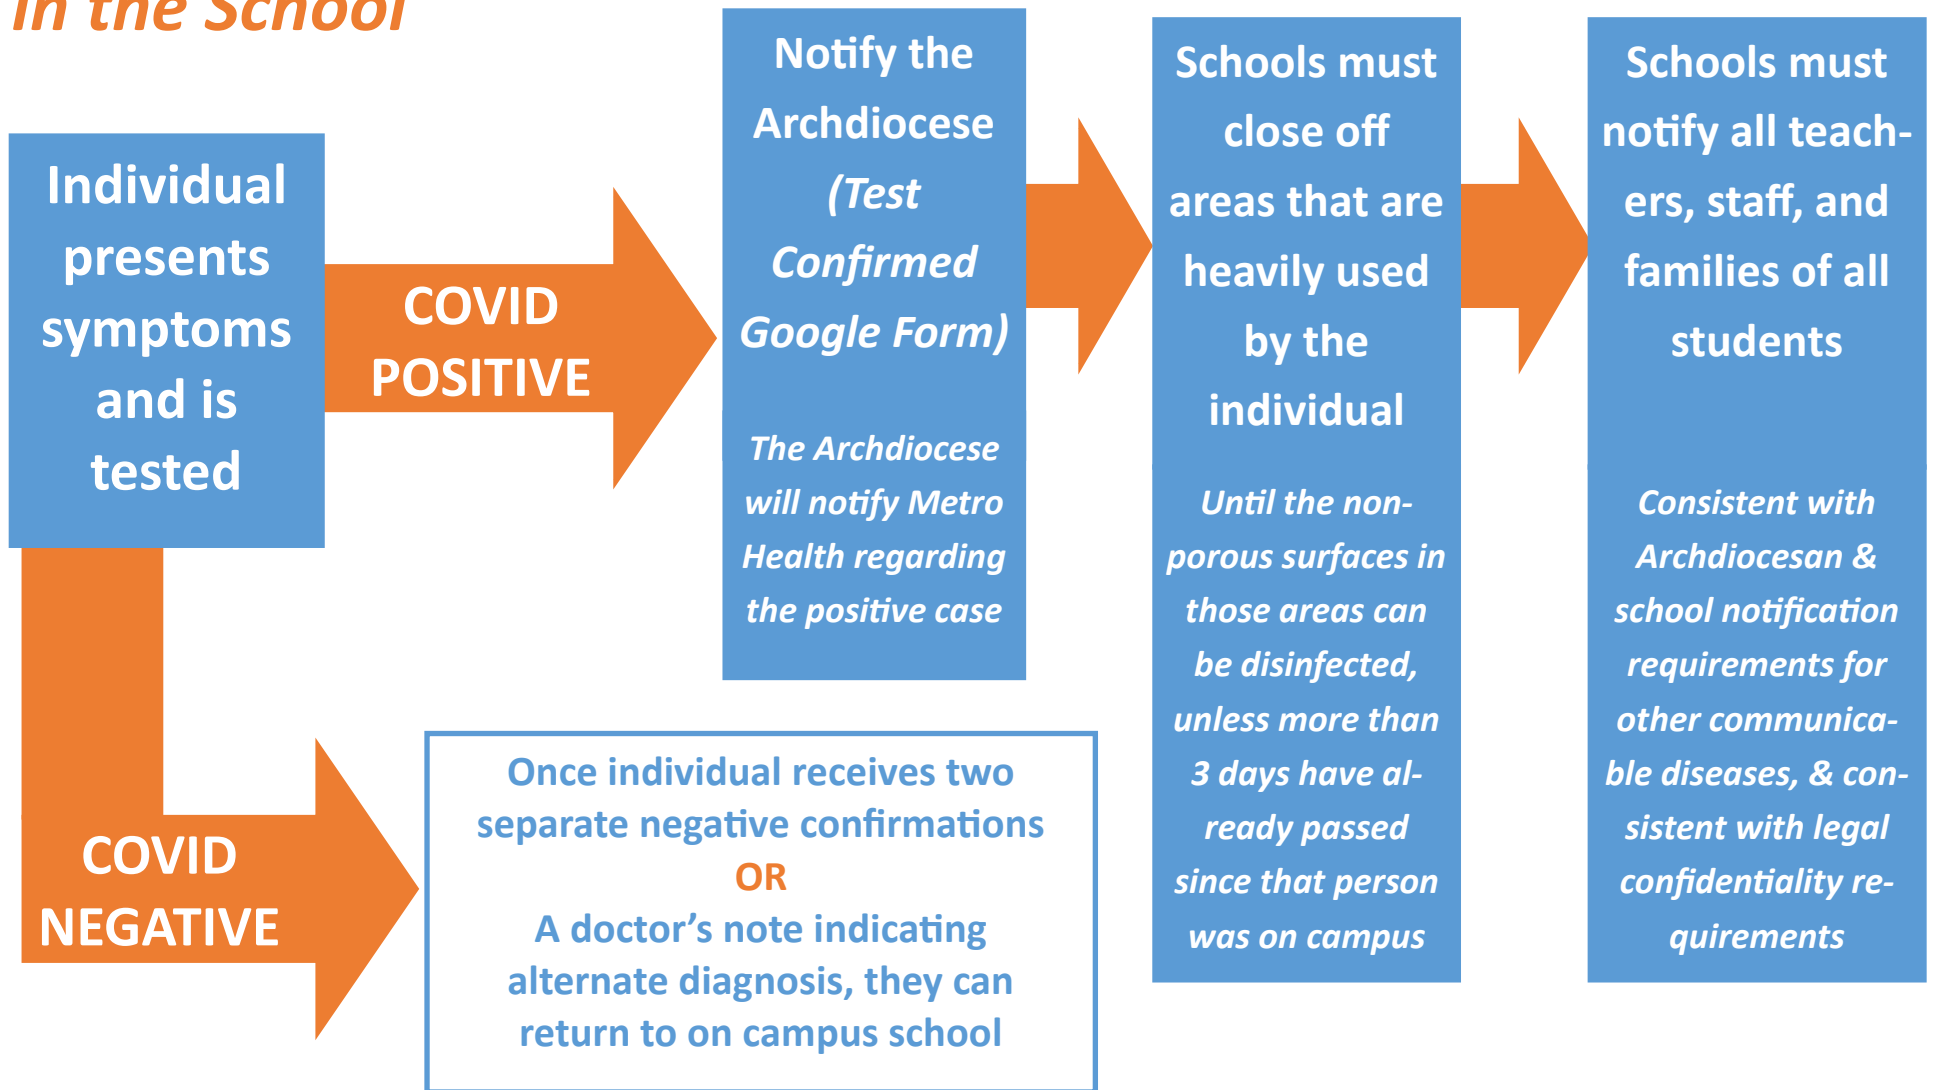 in the School
Individual
presents
symptoms
and is
tested
COVID
POSITIVE
Notify the
Archdiocese
(Test
Confirmed
Google Form)
The Archdiocese
will notify Metro
Health regarding
the positive case
Schools must
close off
areas that are
heavily used
by the
individual
Until the non-
porous surfaces in
those areas can
be disinfected,
unless more than
3 days have al-
ready passed
since that person
was on campus
Schools must
notify all teach-
ers, staff, and
families of all
students
Consistent with
Archdiocesan &
school notification
requirements for
other communica-
ble diseases, & con-
sistent with legal
confidentiality re-
quirements
COVID
NEGATIVE
Once individual receives two
separate negative confirmations
OR
A doctor’s note indicating
alternate diagnosis, they can
return to on campus school